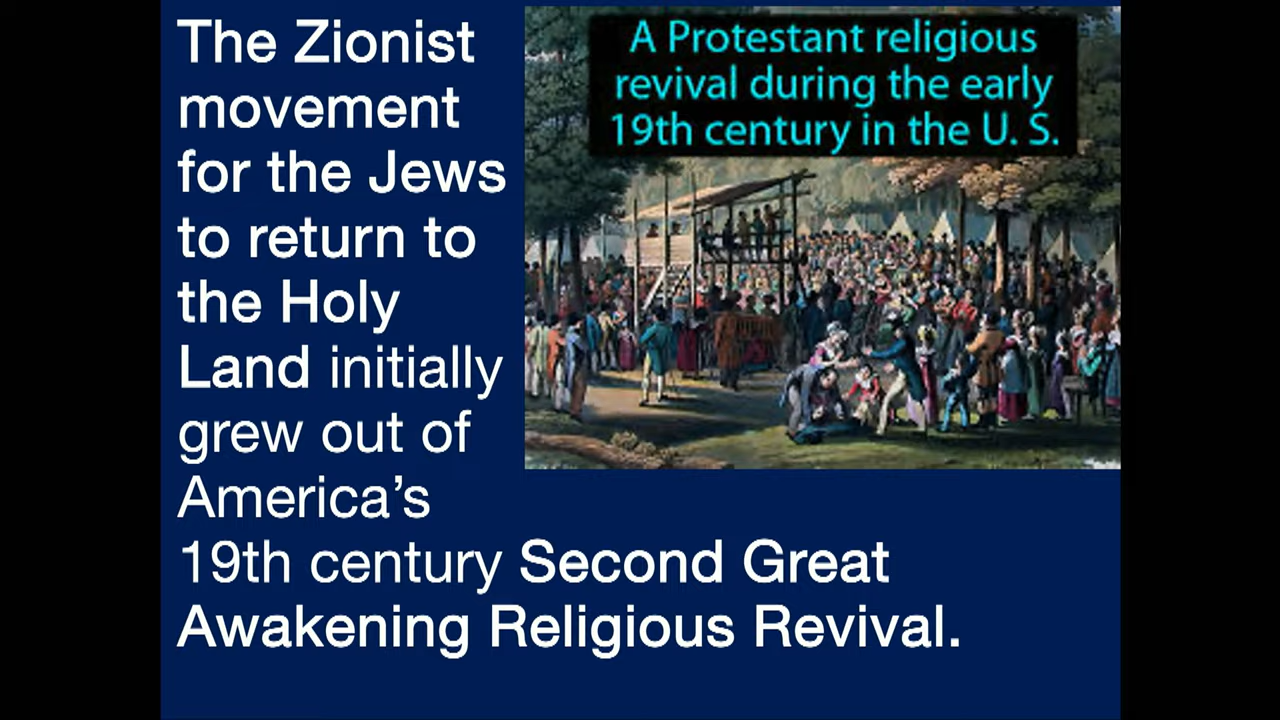 The Zionist
movement
for the Jews
to return to
the Holy
Land initially
grew out of
America's
19th century Second Great
Awakening Religious Revival.
A Protestant religious
revival during the early
19th century in the U. S.